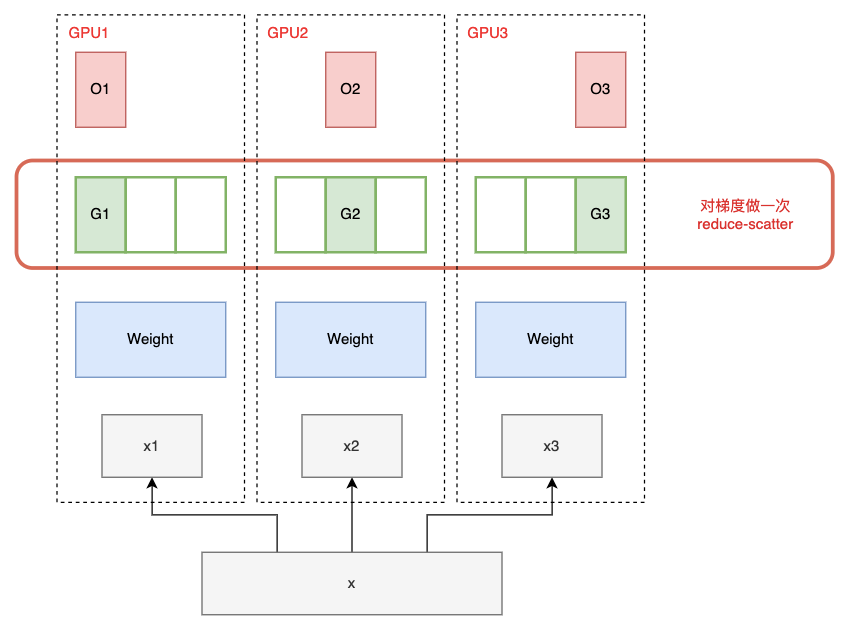 GPU1
GPU2
GPU3
O1
O2
O3
G1
G2
G3
对梯度做一次
reduce-scatter
Weight
Weight
Weight
x1
x2
x3
x